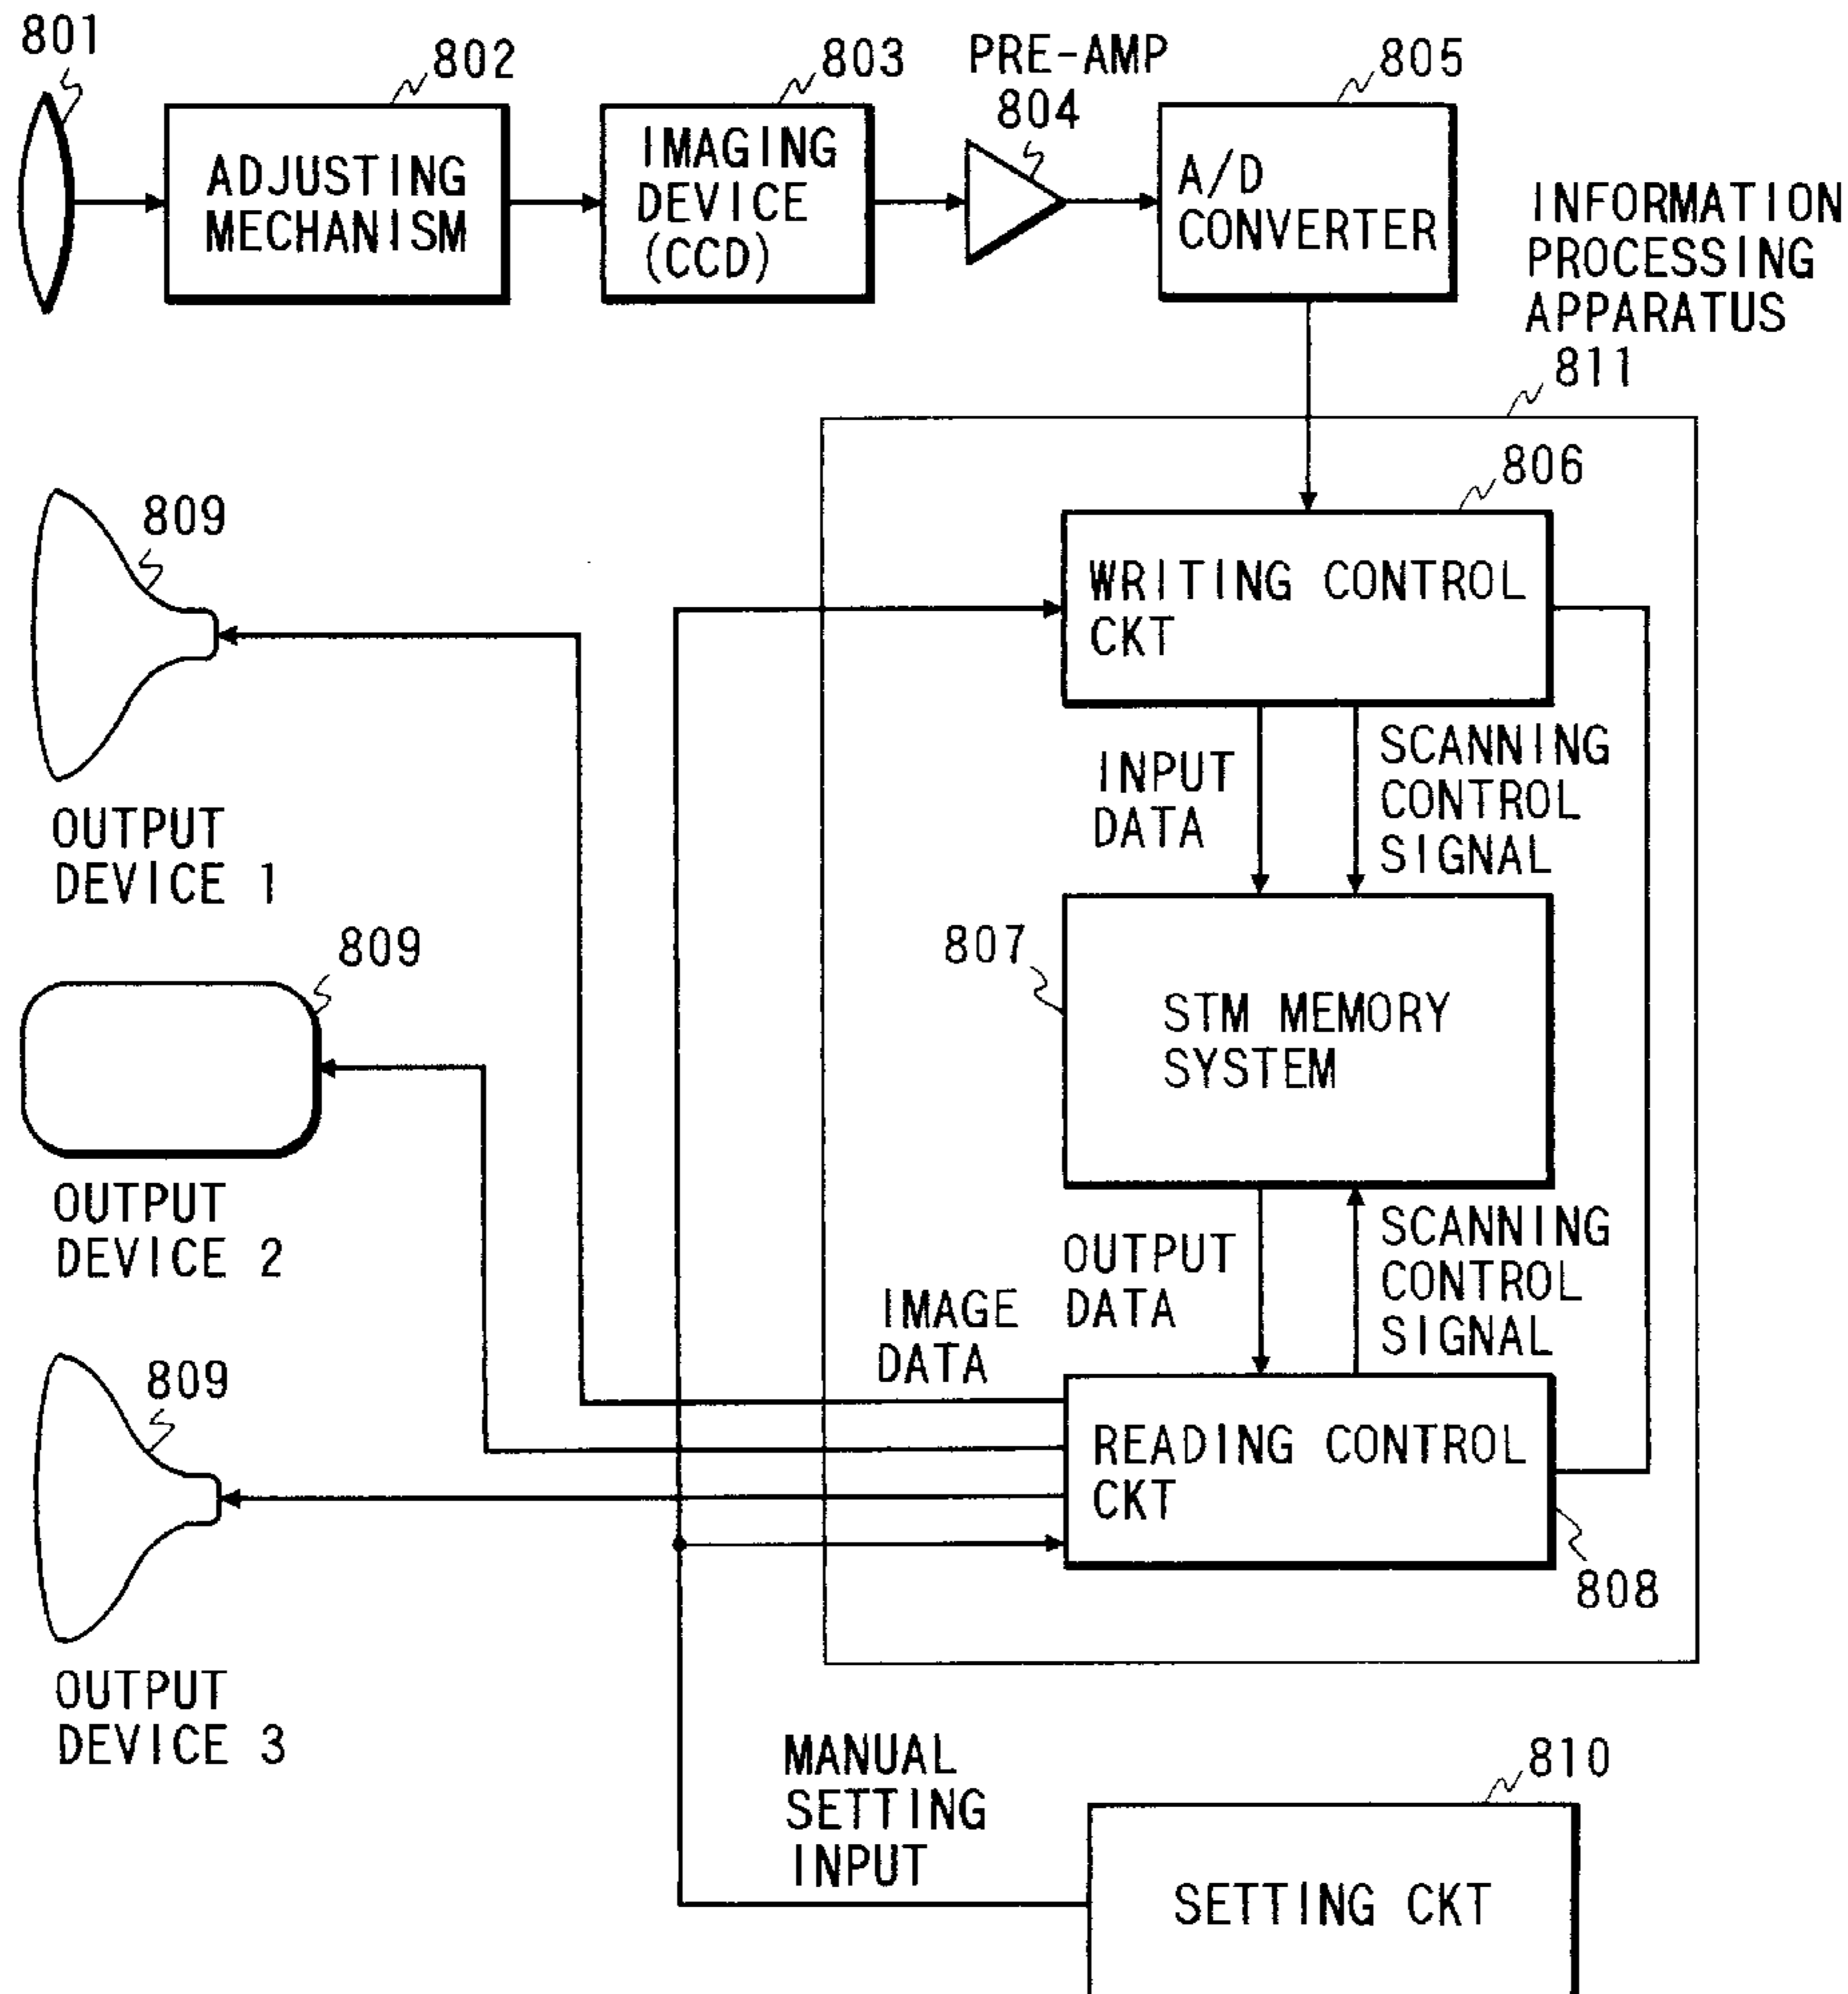 801
802
803
PRE-AMP
804
805
ADJUSTING
MECHANISM
IMAGING
DEVICE
(CCD)
A/D
CONVERTER
INFORMATION
PROCESSING
APPARATUS
811
806
809
WRITING CONTROL
CKT
OUTPUT
DEVICE 1
INPUT
DATA
SCANNING
CONTROL
SIGNAL
809
807
STM MEMORY
SYSTEM
OUTPUT
DEVICE 2
OUTPUT
DATA
SCANNING
CONTROL
SIGNAL
IMAGE
DATA
809
READING CONTROL
CKT
808
OUTPUT
DEVICE 3
MANUAL
SETTING
INPUT
810
SETTING CKT